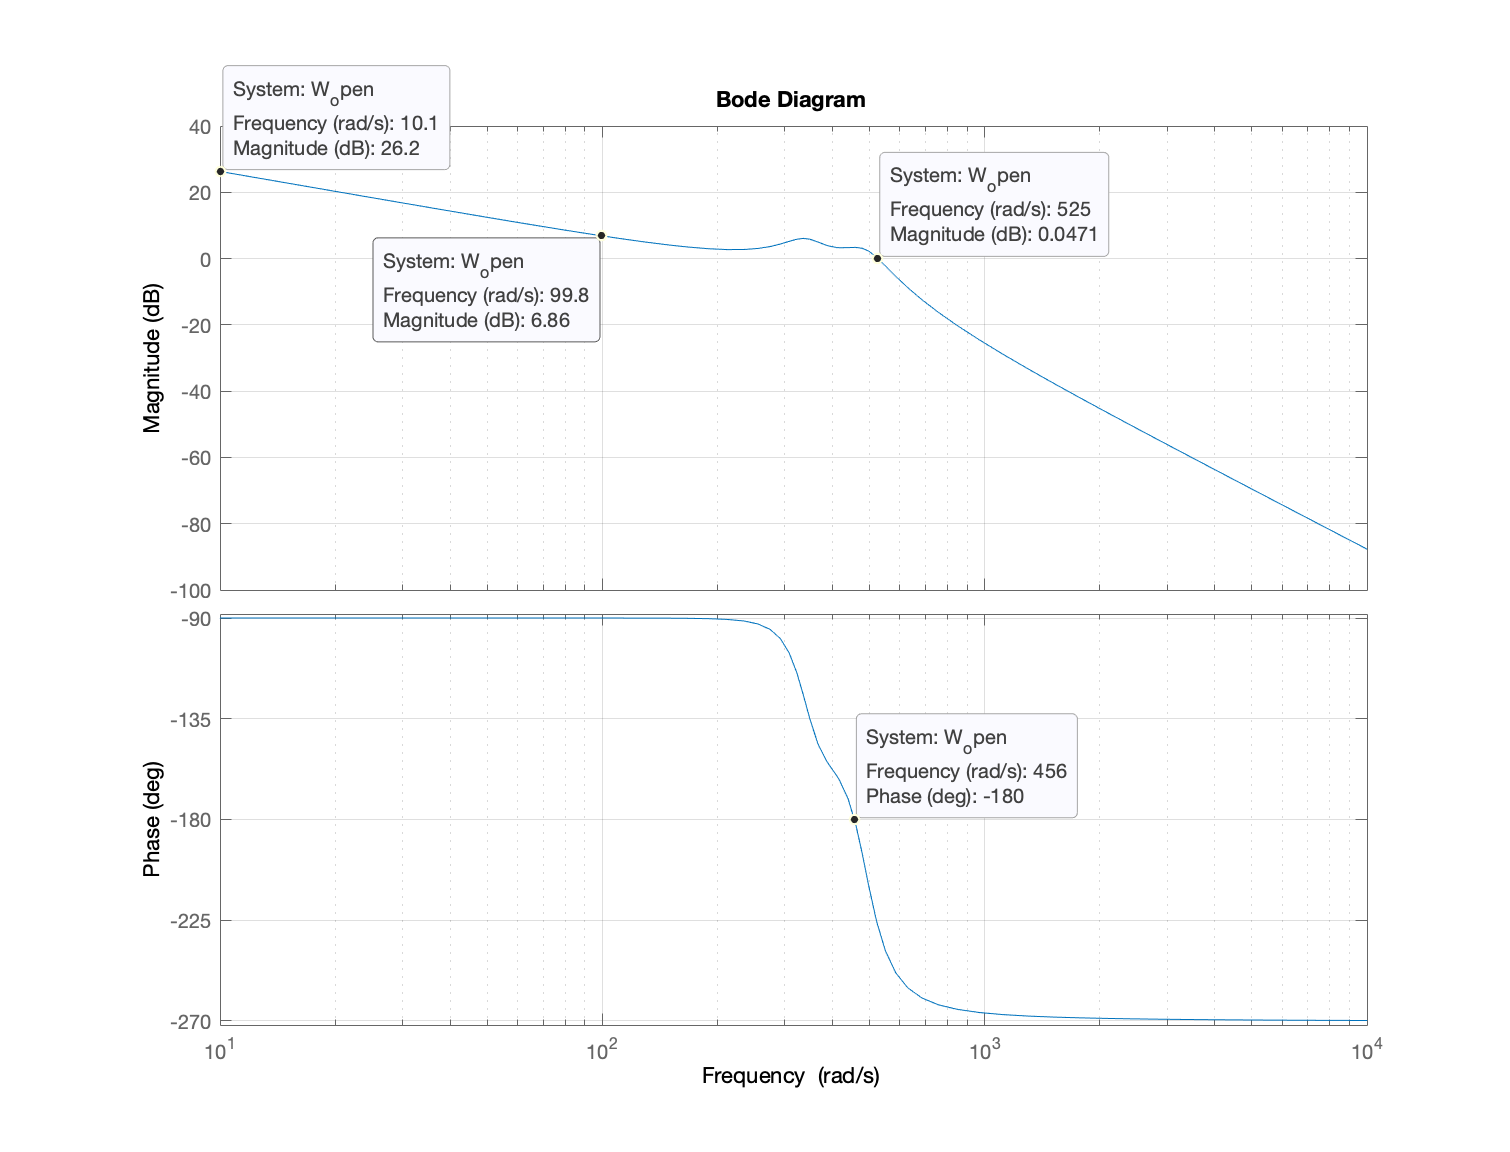 System: W_open
Frequency (rad/s): 10.1
Magnitude (dB): 26.2
Bode Diagram
System: W_open
Frequency (rad/s): 525
Magnitude (dB): 0.0471
System: W_open
Frequency (rad/s): 99.8
Magnitude (dB): 6.86
40
20
0
-20
-40
-60
-80
-100
Magnitude (dB)
System: W_open
Frequency (rad/s): 456
Phase (deg): -180
-90
-135
-180
-225
-270
Phase (deg)
10^1
10^2
10^3
10^4
Frequency (rad/s)